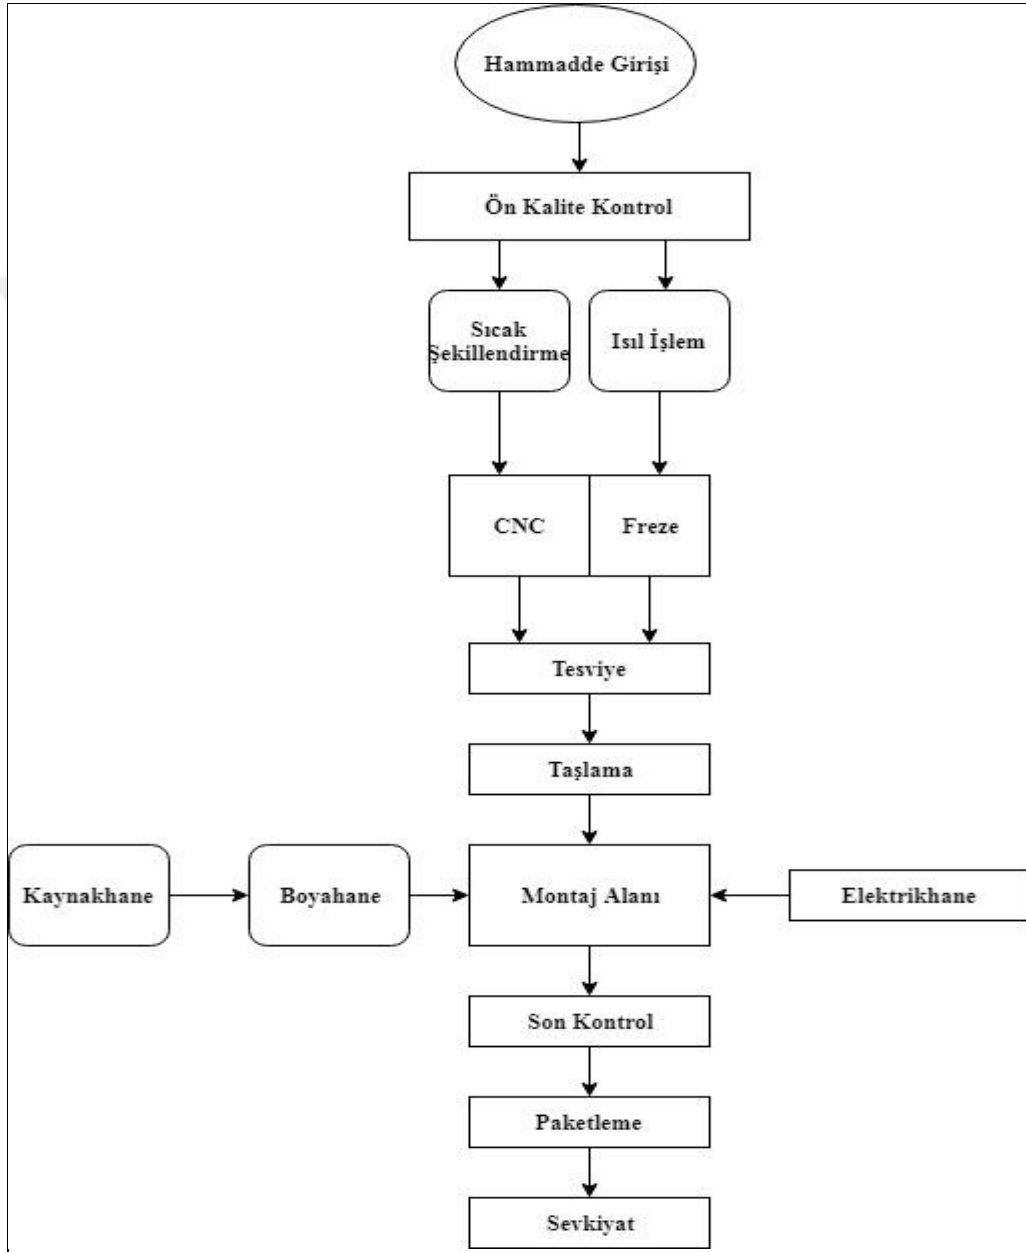 Hammadde Girişi
Ön Kalite Kontrol
Sıcak
Şekillendirme
Isıl İşlem
CNC
Freze
Tesviye
Taşlama
Kaynakhane
Boyahane
Montaj Alanı
Elektrikhane
Son Kontrol
Paketleme
Sevkiyat